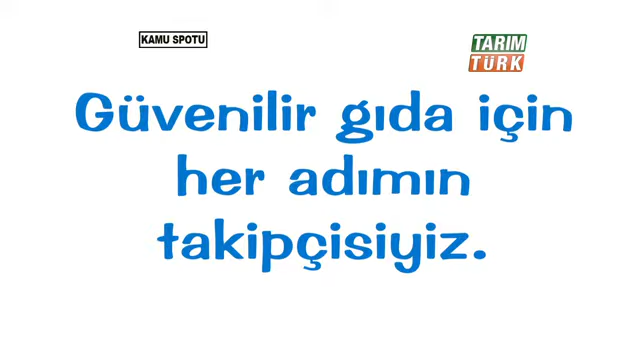 KAMU SPOTU
TARIM
TÜRK
Güvenilir gıda için
her adımın
takipçisiyiz.